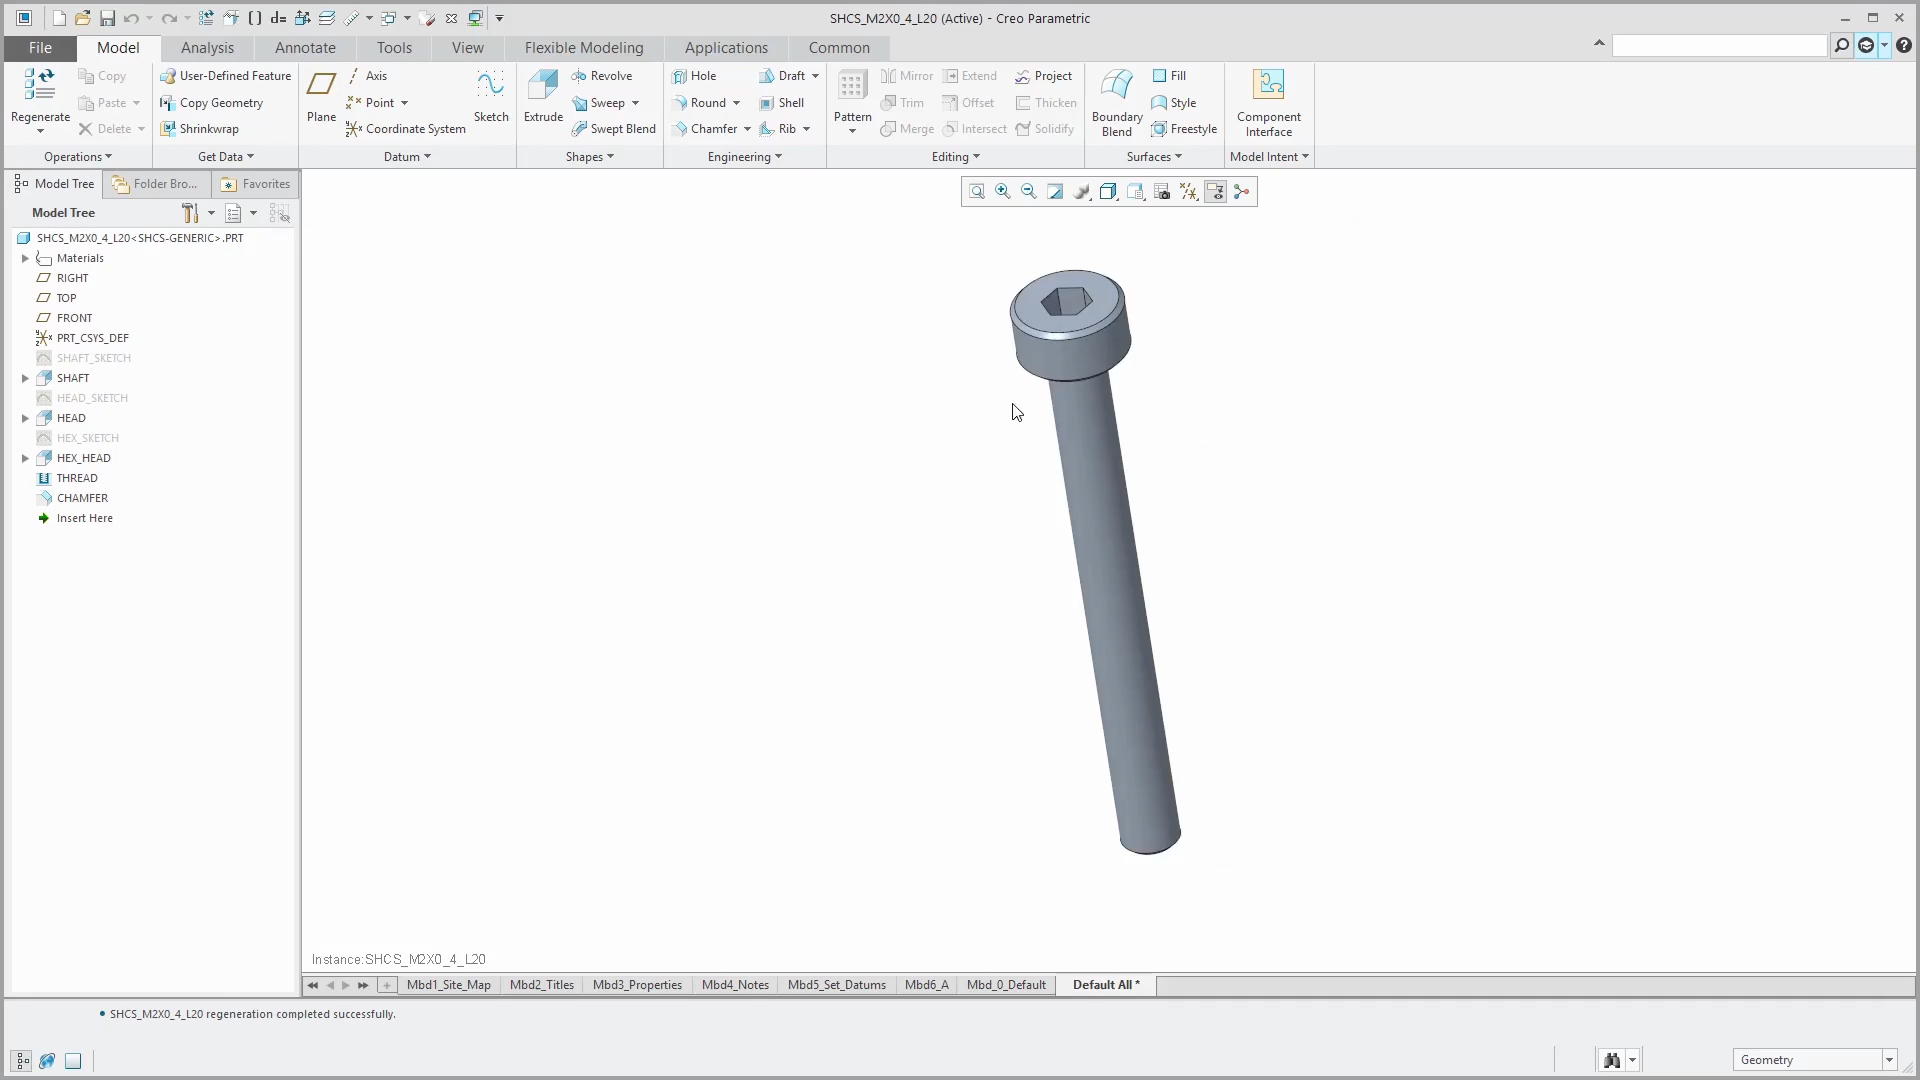 SHCS_M2X0_4_L20 (Active) - Creo Parametric
File Model Analysis Annotate Tools View Flexible Modeling Applications Common
Regenerate
Copy
Paste
Delete
Operations
User-Defined Feature
Copy Geometry
Shrinkwrap
Get Data
Plane
Axis
Point
Coordinate System
Sketch
Datum
Extrude
Revolve
Sweep
Swept Blend
Shapes
Hole
Round
Chamfer
Draft
Shell
Rib
Engineering
Pattern
Mirror
Trim
Merge
Extend
Offset
Intersect
Project
Thicken
Solidify
Editing
Boundary
Blend
Fill
Style
Freestyle
Surfaces
Component
Interface
Model Intent
Model Tree Folder Bro... Favorites
Model Tree
SHCS_M2X0_4_L20<SHCS-GENERIC>.PRT
Materials
RIGHT
TOP
FRONT
PRT_CSYS_DEF
SHAFT_SKETCH
SHAFT
HEAD_SKETCH
HEAD
HEX_SKETCH
HEX_HEAD
THREAD
CHAMFER
Insert Here
Instance:SHCS_M2X0_4_L20
Mbd1_Site_Map Mbd2_Titles Mbd3_Properties Mbd4_Notes Mbd5_Set_Datums Mbd6_A Mbd_0_Default Default All *
SHCS_M2X0_4_L20 regeneration completed successfully.
Geometry